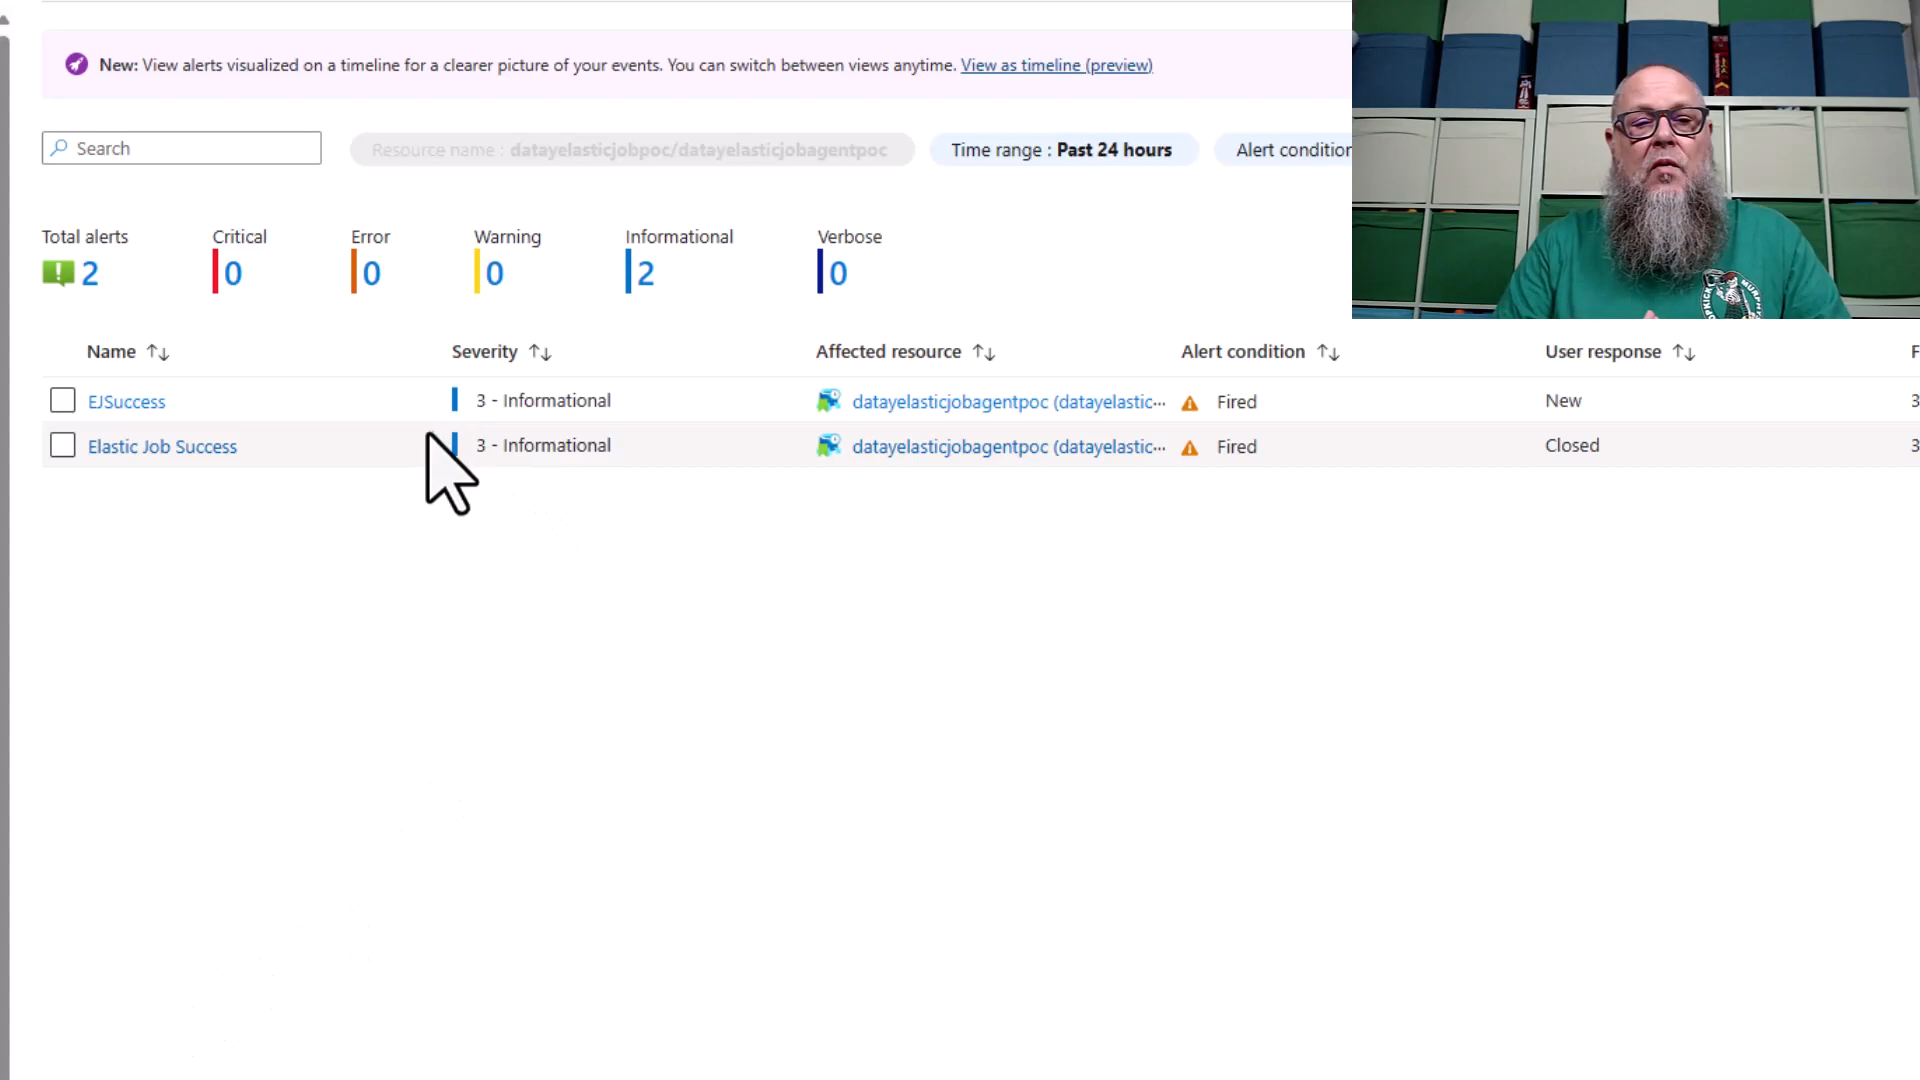 New: View alerts visualized on a timeline for a clearer picture of your events. You can switch between views anytime. View as timeline (preview)
Search
Resource name : datayelasticjobpoc/datayelasticjobagentpoc
Time range : Past 24 hours
Alert condition
Total alerts
Critical
Error
Warning
Informational
Verbose
2
0
0
0
2
0
Name
Severity
Affected resource
Alert condition
User response
F
EJSuccess
3 - Informational
datayelasticjobagentpoc (datayelastic...
Fired
New
3
Elastic Job Success
3 - Informational
datayelasticjobagentpoc (datayelastic...
Fired
Closed
3